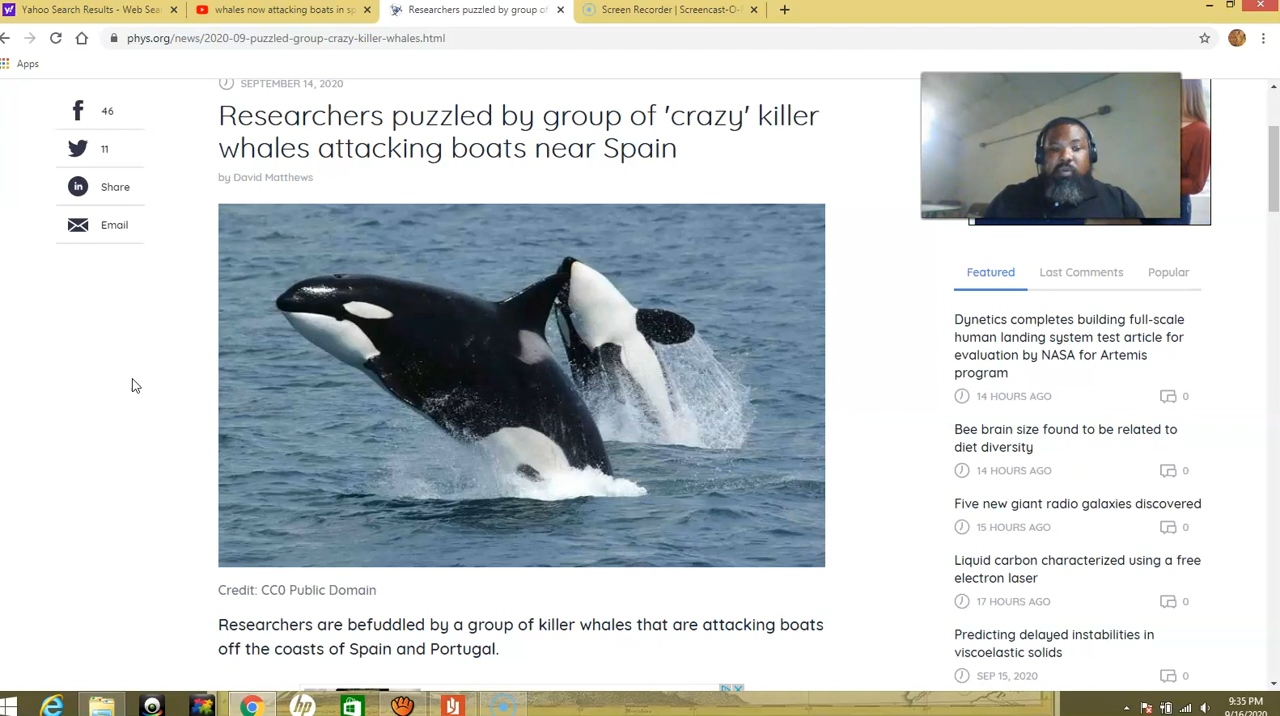 Yahoo Search Results - Web Sear
whales now attacking boats in sp
Researchers puzzled by group of
Screen Recorder | Screencast-O-
phys.org/news/2020-09-puzzled-group-crazy-killer-whales.html
Apps
46
11
Share
Email
SEPTEMBER 14, 2020
Researchers puzzled by group of 'crazy' killer
whales attacking boats near Spain
by David Matthews
Credit: CC0 Public Domain
Researchers are befuddled by a group of killer whales that are attacking boats
off the coasts of Spain and Portugal.
Featured
Last Comments
Popular
Dynetics completes building full-scale
human landing system test article for
evaluation by NASA for Artemis
program
14 HOURS AGO
0
Bee brain size found to be related to
diet diversity
14 HOURS AGO
0
Five new giant radio galaxies discovered
15 HOURS AGO
0
Liquid carbon characterized using a free
electron laser
17 HOURS AGO
0
Predicting delayed instabilities in
viscoelastic solids
SEP 15, 2020
0
9:35 PM
9/16/2020